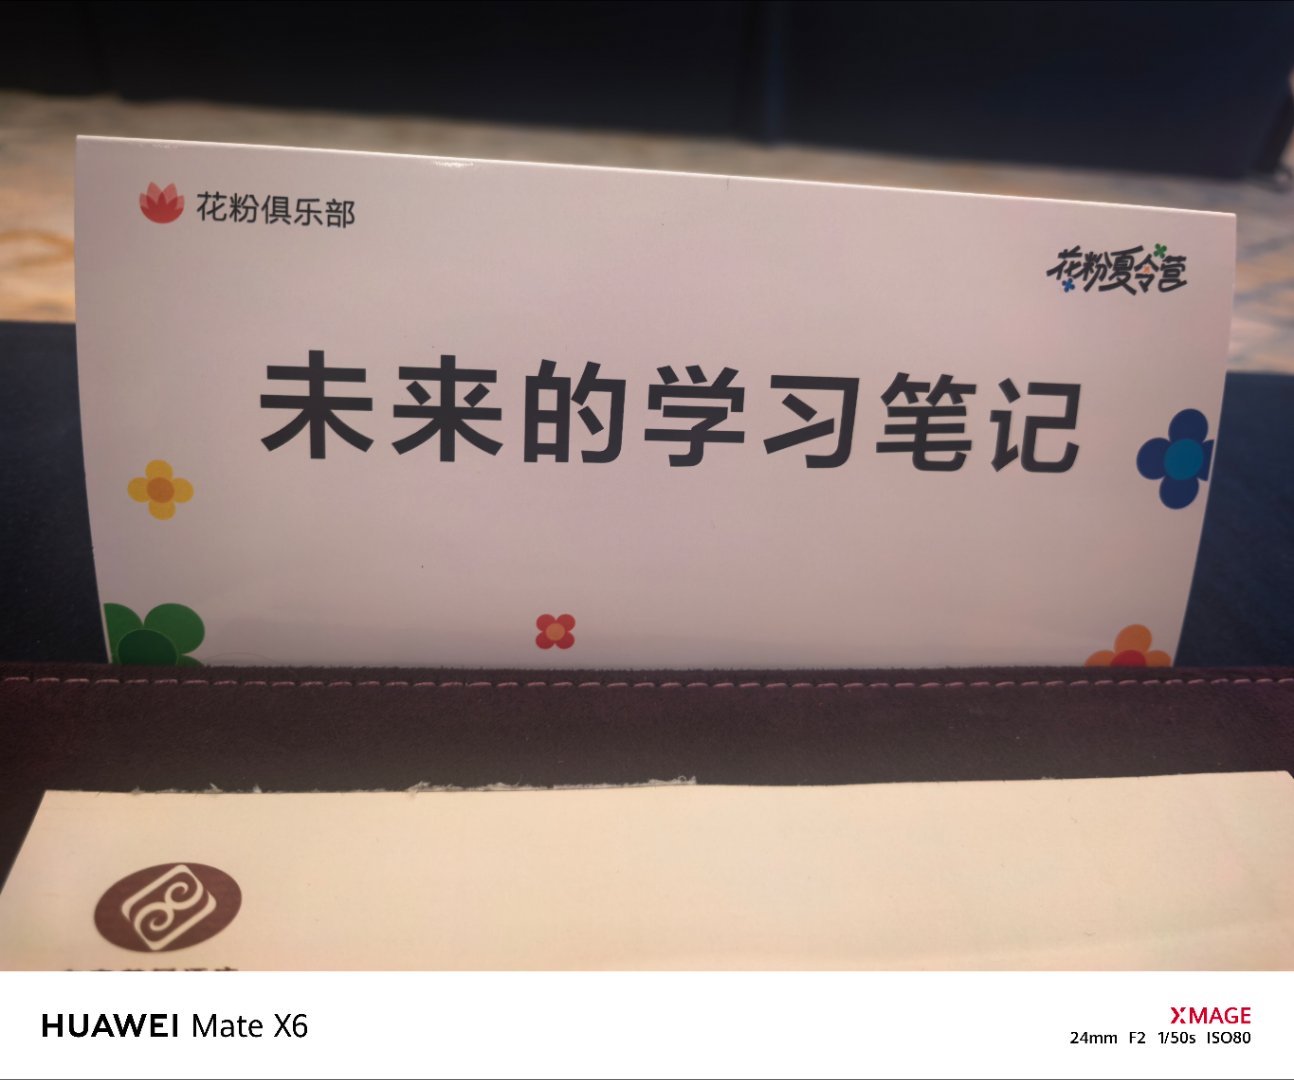 花粉俱乐部
花粉夏令营
未来的学习笔记
HUAWEI Mate X6
XMAGE
24mm F2 1/50s ISO80